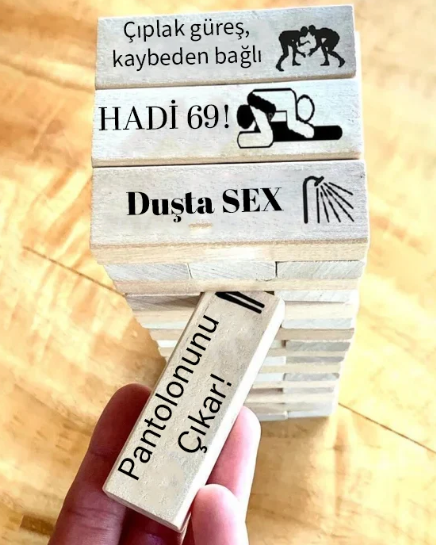 Çıplak güreş,
kaybeden bağlı
HADİ 69!
Duşta SEX
Pantolonunu
Çıkar!